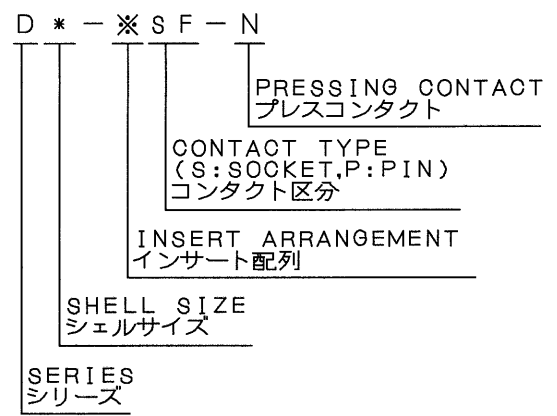 D * - ※ S F - N
PRESSING CONTACT
プレスコンタクト
CONTACT TYPE
(S:SOCKET,P:PIN)
コンタクト区分
INSERT ARRANGEMENT
インサート配列
SHELL SIZE
シェルサイズ
SERIES
シリーズ